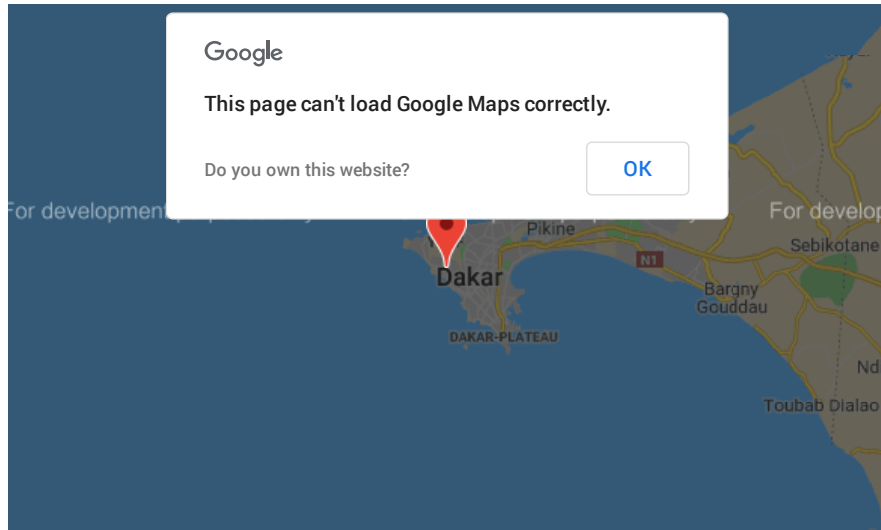 Google
This page can't load Google Maps correctly.
Do you own this website?
OK
For development
For develop
Pikine
Sebikotane
N1
Dakar
Bargny
Gouddau
DAKAR-PLATEAU
Nd
Toubab Dialao